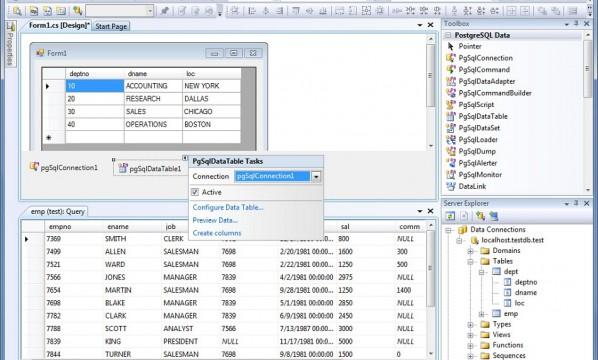 Form1.cs [Design]* Start Page
Properties
Form1
deptno dname loc
10 ACCOUNTING NEW YORK
20 RESEARCH DALLAS
30 SALES CHICAGO
40 OPERATIONS BOSTON
pgSqlConnection1 pgSqlDataTable1
PgSqlDataTable Tasks
Connection pgSqlConnection1
Active
Configure Data Table...
Preview Data...
Create columns
emp (test): Query
empno ename job sal comm
7369 SMITH CLERK 800 NULL
7499 ALLEN SALESMAN 7698 2/20/1981 00:00:00 1600 300
7521 WARD SALESMAN 7698 2/22/1981 00:00:00 1250 500
7566 JONES MANAGER 7839 4/2/1981 00:00:00 2975 NULL
7654 MARTIN SALESMAN 7698 9/28/1981 00:00:00 1250 1400
7698 BLAKE MANAGER 7839 5/1/1981 00:00:00 2850 NULL
7782 CLARK MANAGER 7839 6/9/1981 00:00:00 2450 NULL
7788 SCOTT ANALYST 7566 7/13/1987 00:00:00 3000 NULL
7839 KING PRESIDENT NULL 11/17/1981 00:00:00 5000 NULL
7844 TURNER SALESMAN 7698 9/8/1981 00:00:00 1500 0
Toolbox
PostgreSQL Data
Pointer
PgSqlConnection
PgSqlCommand
PgSqlDataAdapter
PgSqlCommandBuilder
PgSqlScript
PgSqlDataTable
PgSqlDataSet
PgSqlLoader
PgSqlDump
PgSqlAlerter
PgSqlMonitor
DataLink
Server Explorer
Data Connections
localhost.testdb.test
Domains
Tables
dept
deptno
dname
loc
emp
Types
Views
Functions
Sequences